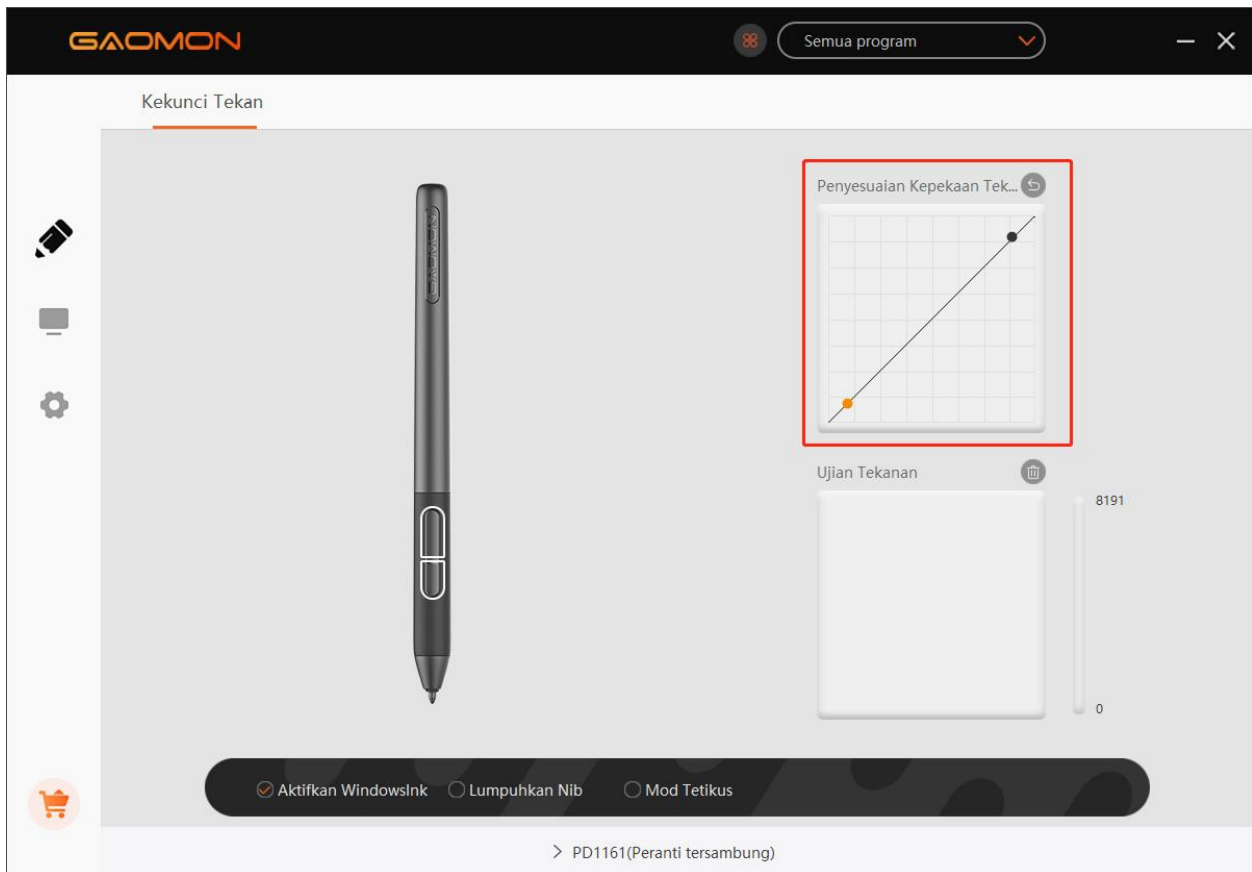 GAOMON
Semua program
Kekunci Tekan
GAOMON
Penyesuaian Kepekaan Tek...
Ujian Tekanan
8191
0
Aktifkan WindowsInk
Lumpuhkan Nib
Mod Tetikus
PD1161(Peranti tersambung)